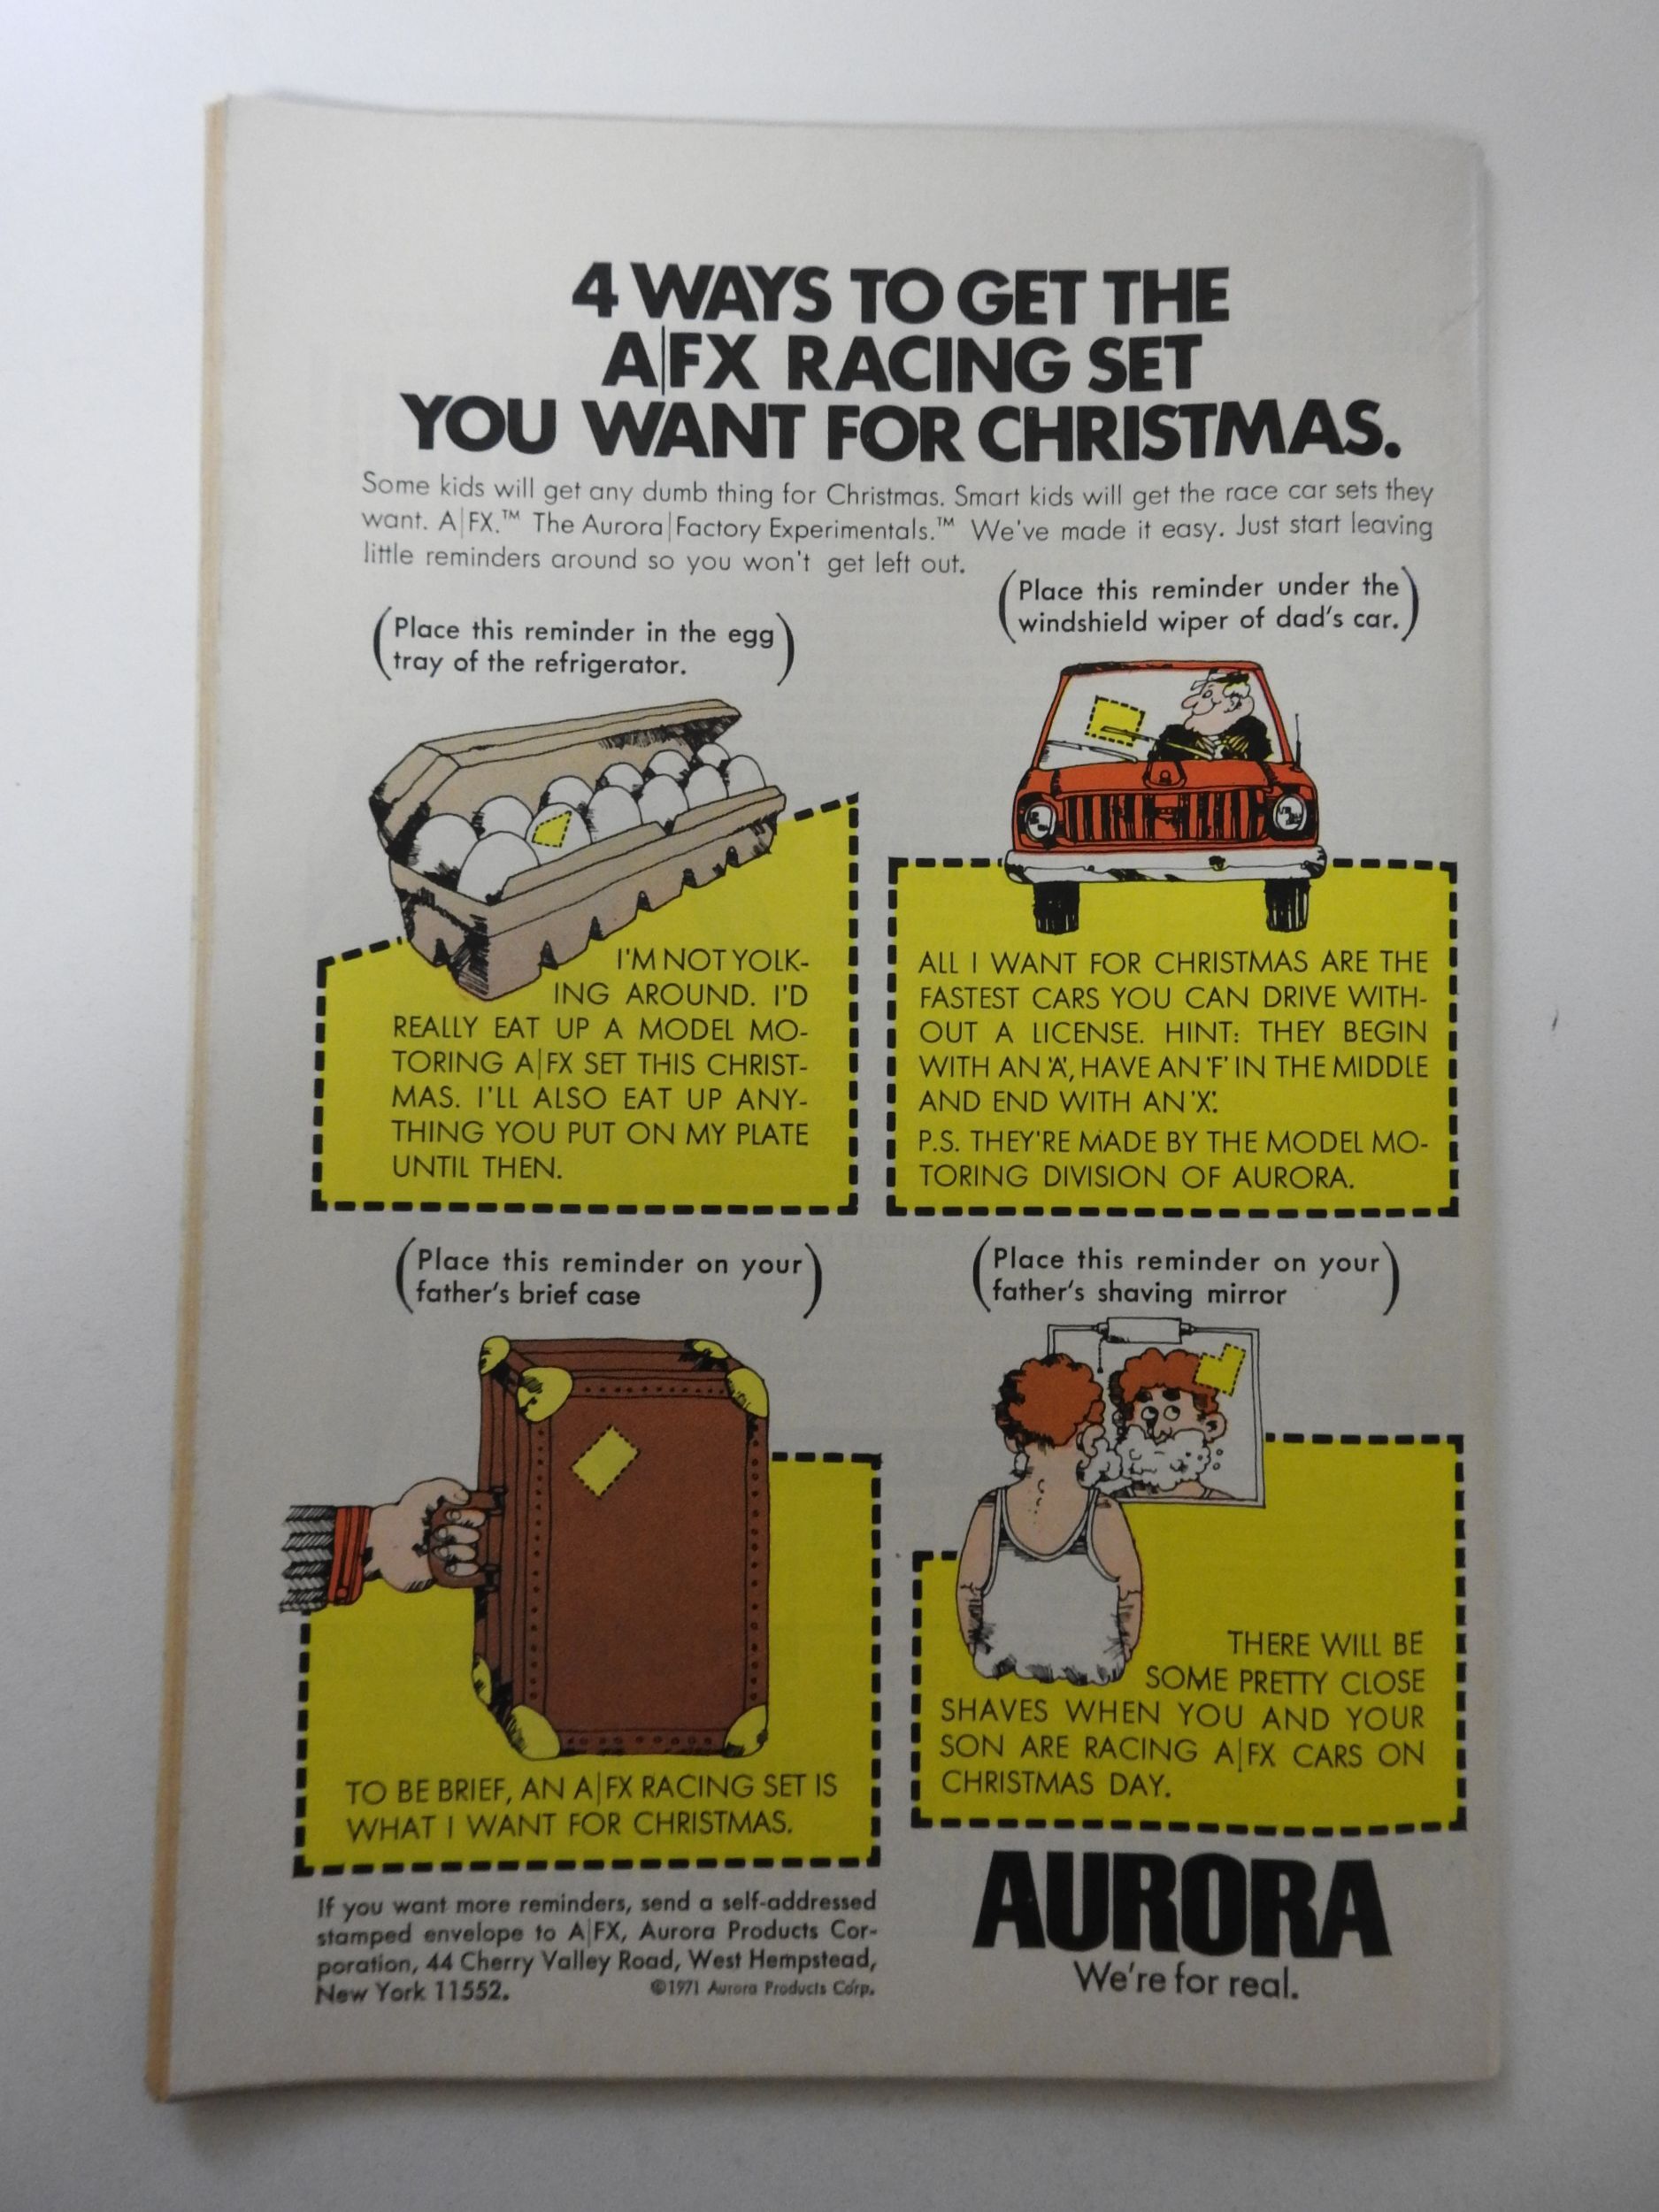 4 WAYS TO GET THE
A|FX RACING SET
YOU WANT FOR CHRISTMAS.
Some kids will get any dumb thing for Christmas. Smart kids will get the race car sets they
want. A|FX.™ The Aurora|Factory Experimentals.™ We've made it easy. Just start leaving
little reminders around so you won't get left out.
(Place this reminder in the egg
tray of the refrigerator.)
I'M NOT YOLK-
ING AROUND. I'D
REALLY EAT UP A MODEL MO-
TORING A|FX SET THIS CHRIST-
MAS. I'LL ALSO EAT UP ANY-
THING YOU PUT ON MY PLATE
UNTIL THEN.
(Place this reminder under the
windshield wiper of dad's car.)
ALL I WANT FOR CHRISTMAS ARE THE
FASTEST CARS YOU CAN DRIVE WITH-
OUT A LICENSE. HINT: THEY BEGIN
WITH AN 'A', HAVE AN 'F' IN THE MIDDLE
AND END WITH AN 'X'.
P.S. THEY'RE MADE BY THE MODEL MO-
TORING DIVISION OF AURORA.
(Place this reminder on your
father's brief case)
TO BE BRIEF, AN A|FX RACING SET IS
WHAT I WANT FOR CHRISTMAS.
(Place this reminder on your
father's shaving mirror)
THERE WILL BE
SOME PRETTY CLOSE
SHAVES WHEN YOU AND YOUR
SON ARE RACING A|FX CARS ON
CHRISTMAS DAY.
If you want more reminders, send a self-addressed
stamped envelope to A|FX, Aurora Products Cor-
poration, 44 Cherry Valley Road, West Hempstead,
New York 11552. ©1971 Aurora Products Corp.
AURORA
We're for real.